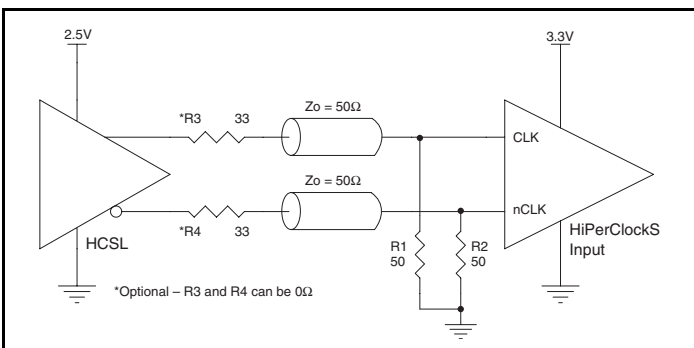 2.5V
3.3V
*R3 33
Zo = 50Ω
CLK
Zo = 50Ω
*R4 33
nCLK
HCSL
HiPerClockS
Input
R1
50
R2
50
*Optional – R3 and R4 can be 0Ω